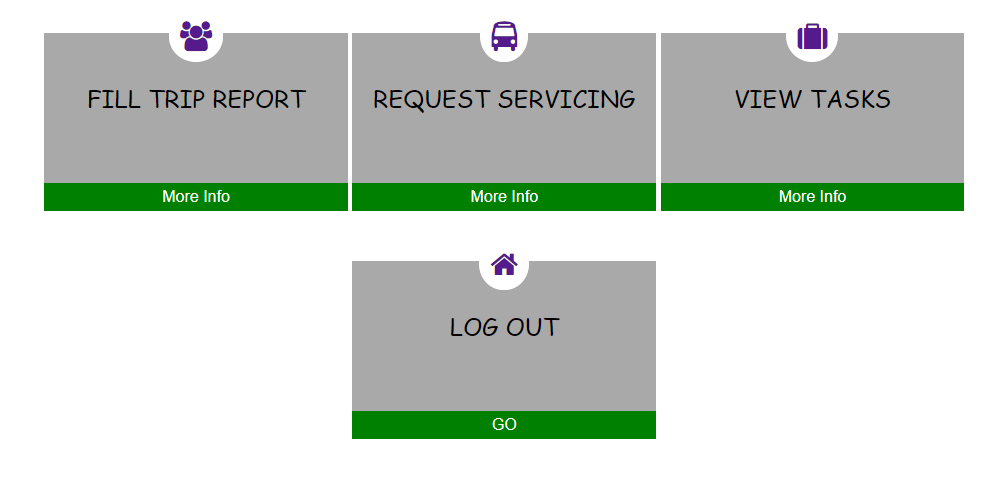 FILL TRIP REPORT
More Info
REQUEST SERVICING
More Info
VIEW TASKS
More Info
LOG OUT
GO